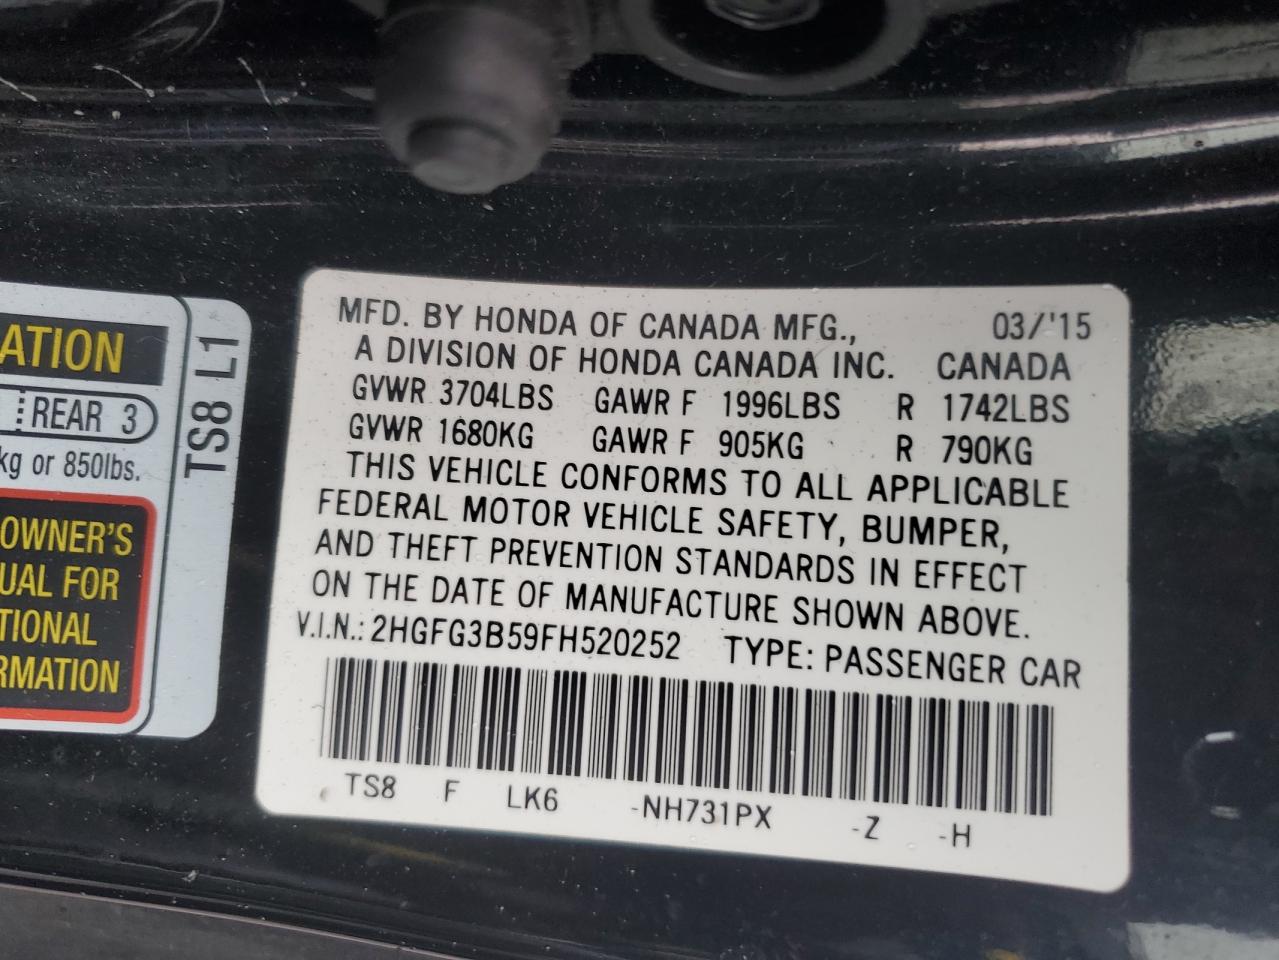 ATION
REAR 3
kg or 850lbs.
OWNER'S
UAL FOR
TIONAL
RMATION
TS8 L1
MFD. BY HONDA OF CANADA MFG., 03/'15
A DIVISION OF HONDA CANADA INC. CANADA
GVWR 3704LBS GAWR F 1996LBS R 1742LBS
GVWR 1680KG GAWR F 905KG R 790KG
THIS VEHICLE CONFORMS TO ALL APPLICABLE
FEDERAL MOTOR VEHICLE SAFETY, BUMPER,
AND THEFT PREVENTION STANDARDS IN EFFECT
ON THE DATE OF MANUFACTURE SHOWN ABOVE.
V.I.N.: 2HGFG3B59FH520252 TYPE: PASSENGER CAR
TS8 F LK6 -NH731PX -Z -H